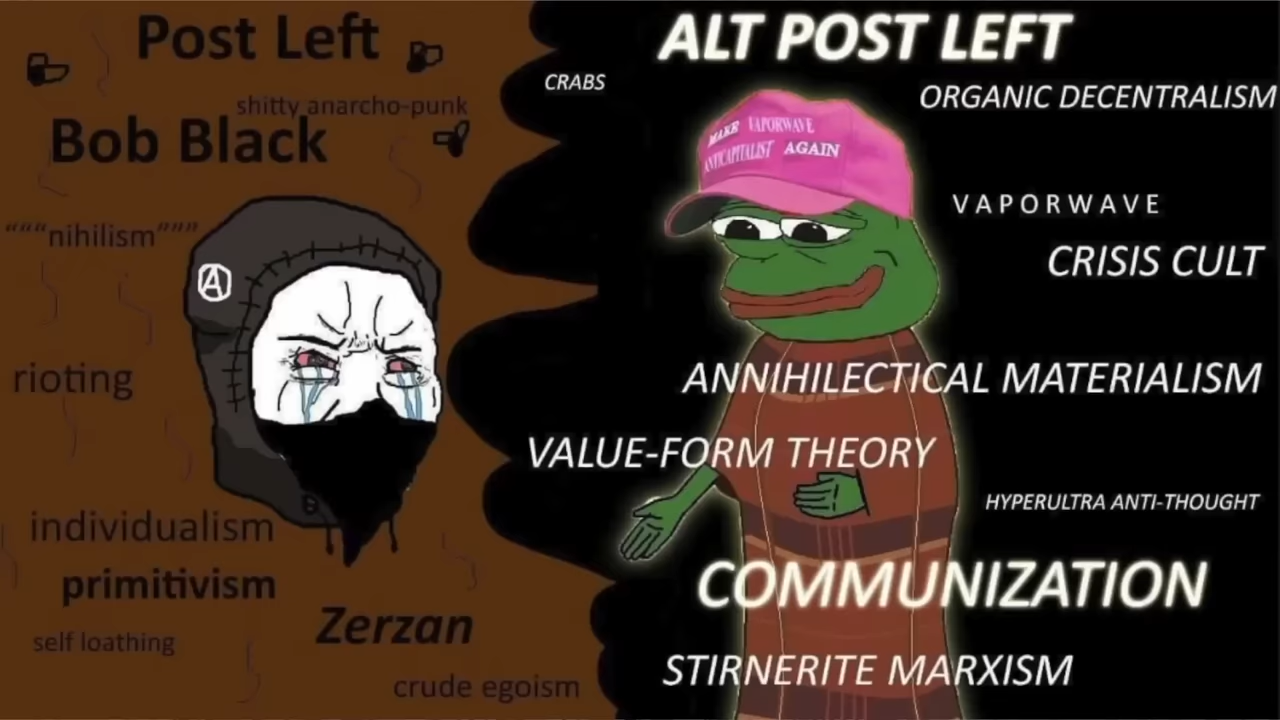 Post Left
shitty anarcho-punk
Bob Black
"""nihilism"""
A
rioting
individualism
primitivism
Zerzan
self loathing
crude egoism
ALT POST LEFT
CRABS
ORGANIC DECENTRALISM
MAKE VAPORWAVE
ANTICAPITALIST AGAIN
VAPORWAVE
CRISIS CULT
ANNIHILECTICAL MATERIALISM
VALUE-FORM THEORY
HYPERULTRA ANTI-THOUGHT
COMMUNIZATION
STIRNERITE MARXISM